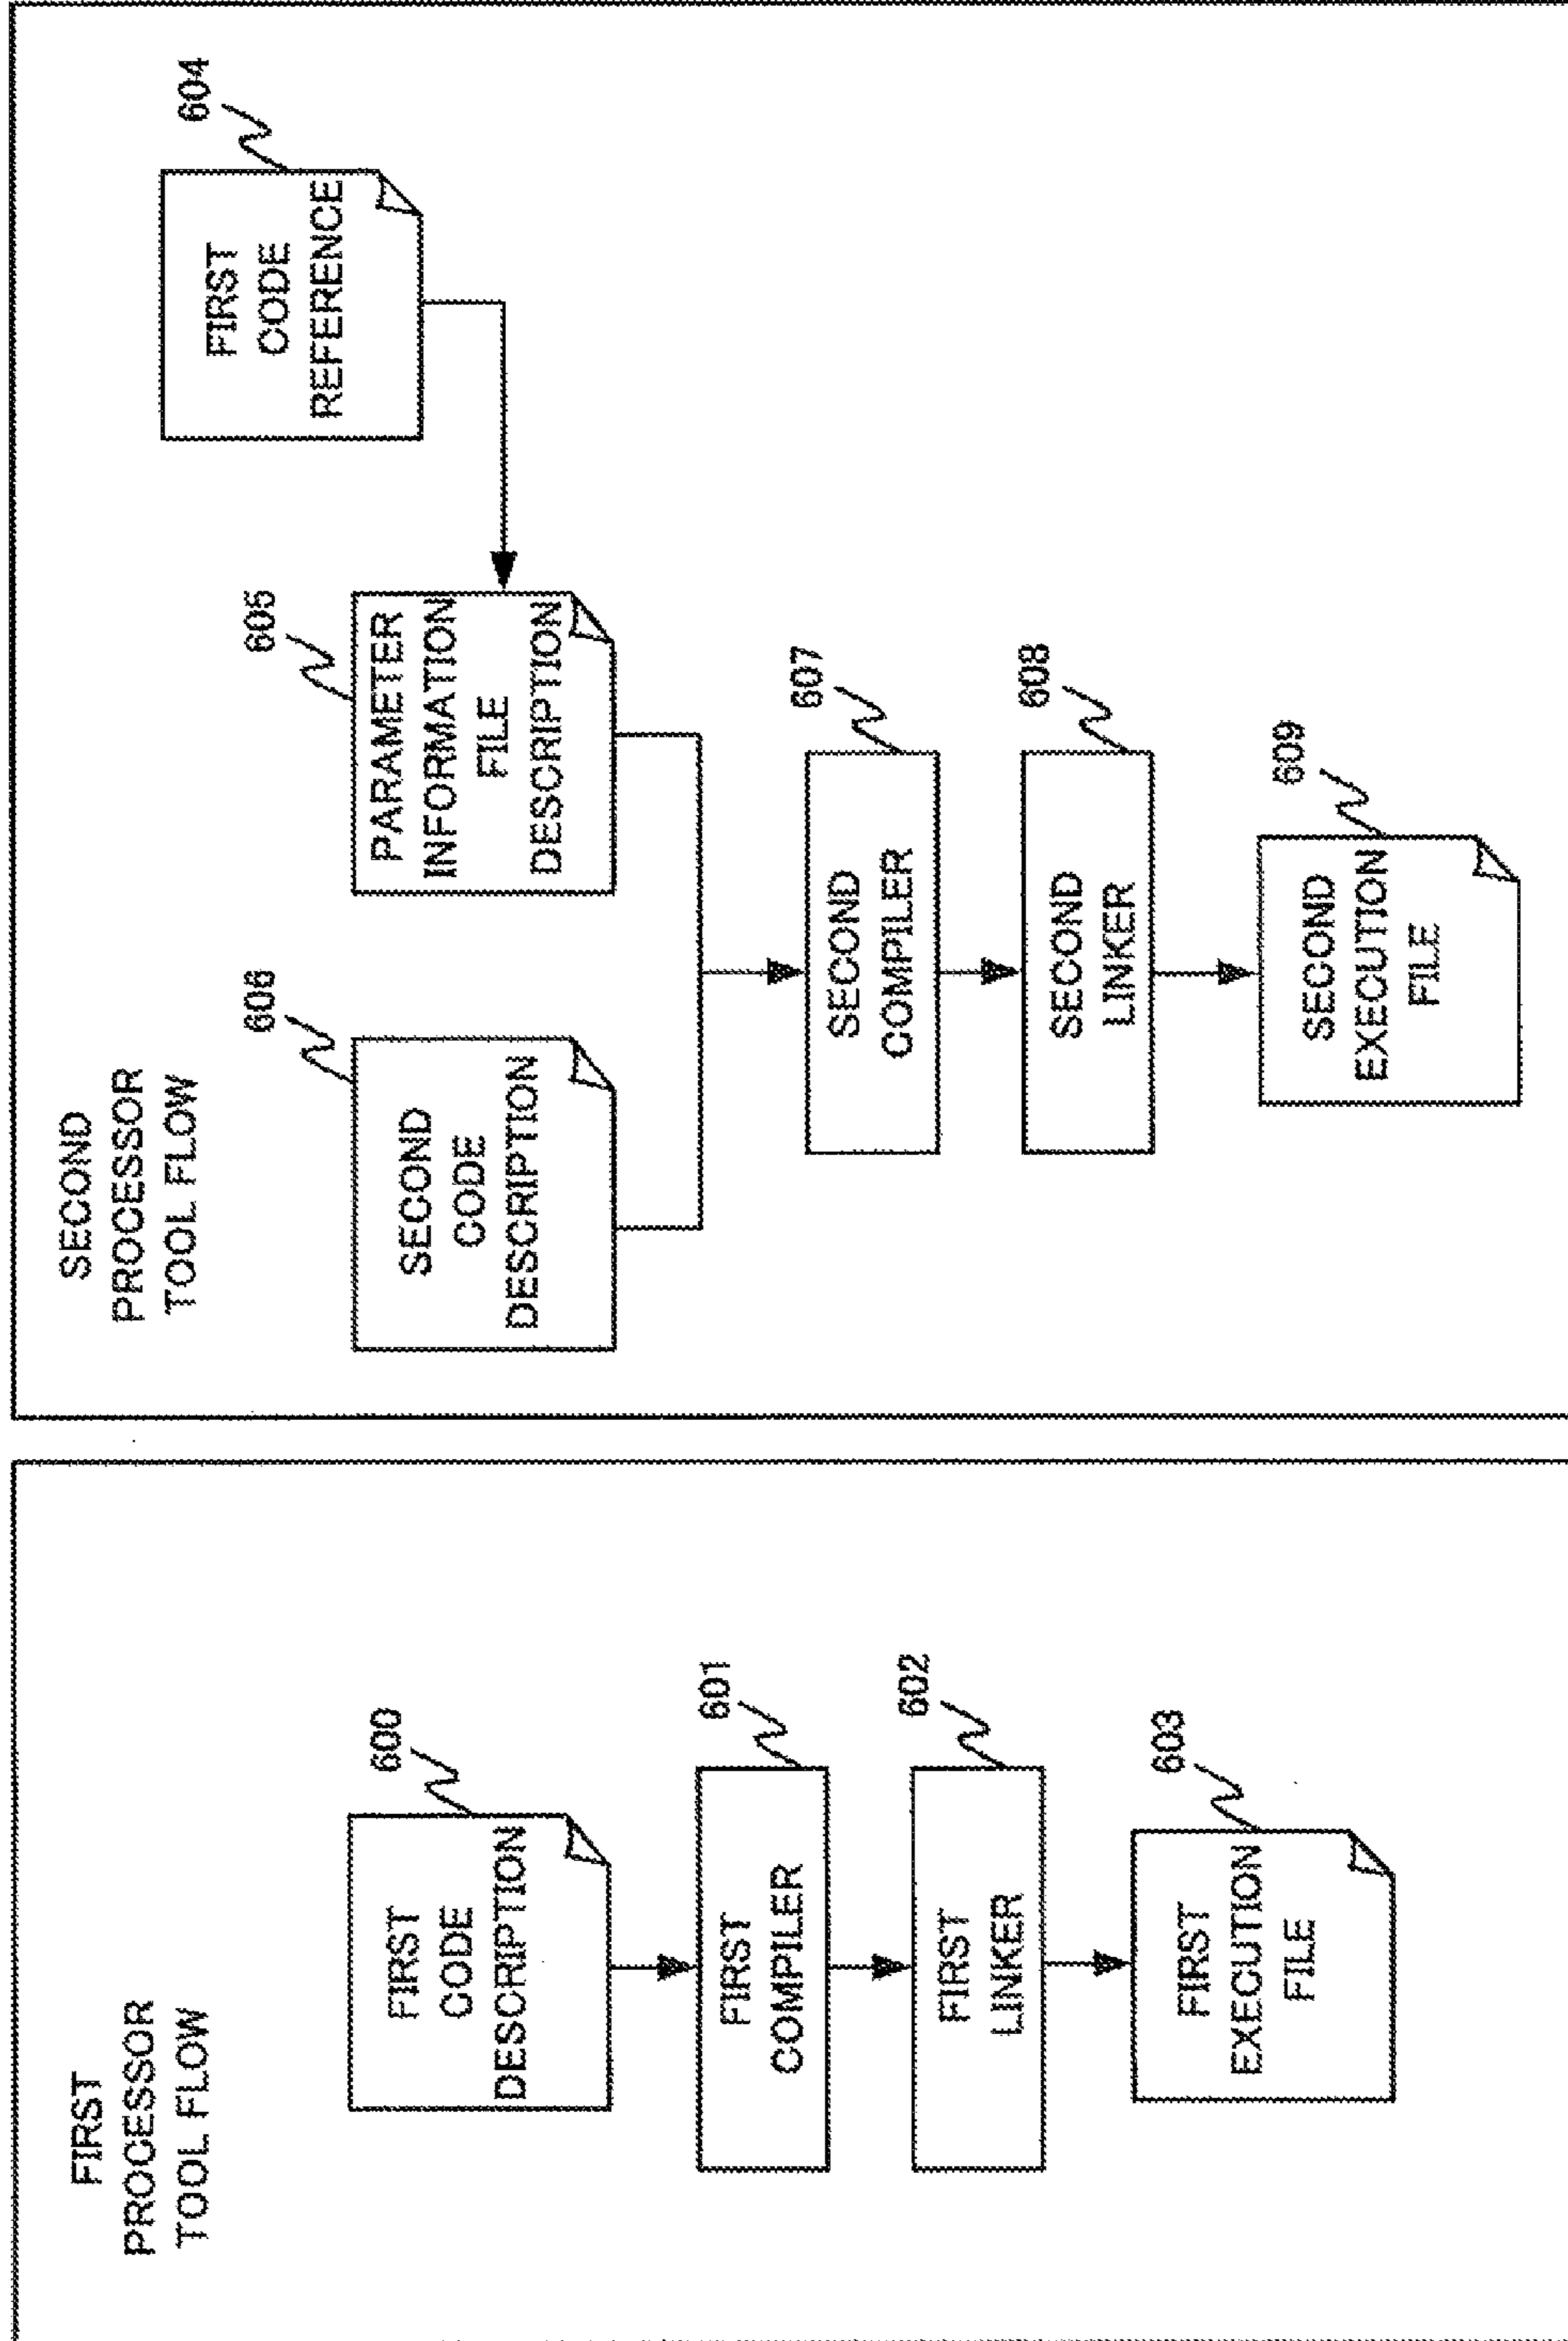 FIRST
PROCESSOR
TOOL FLOW
600
FIRST
CODE
DESCRIPTION
601
FIRST
COMPILER
602
FIRST
LINKER
603
FIRST
EXECUTION
FILE
SECOND
PROCESSOR
TOOL FLOW
606
SECOND
CODE
DESCRIPTION
605
PARAMETER
INFORMATION
FILE
DESCRIPTION
604
FIRST
CODE
REFERENCE
607
SECOND
COMPILER
608
SECOND
LINKER
609
SECOND
EXECUTION
FILE